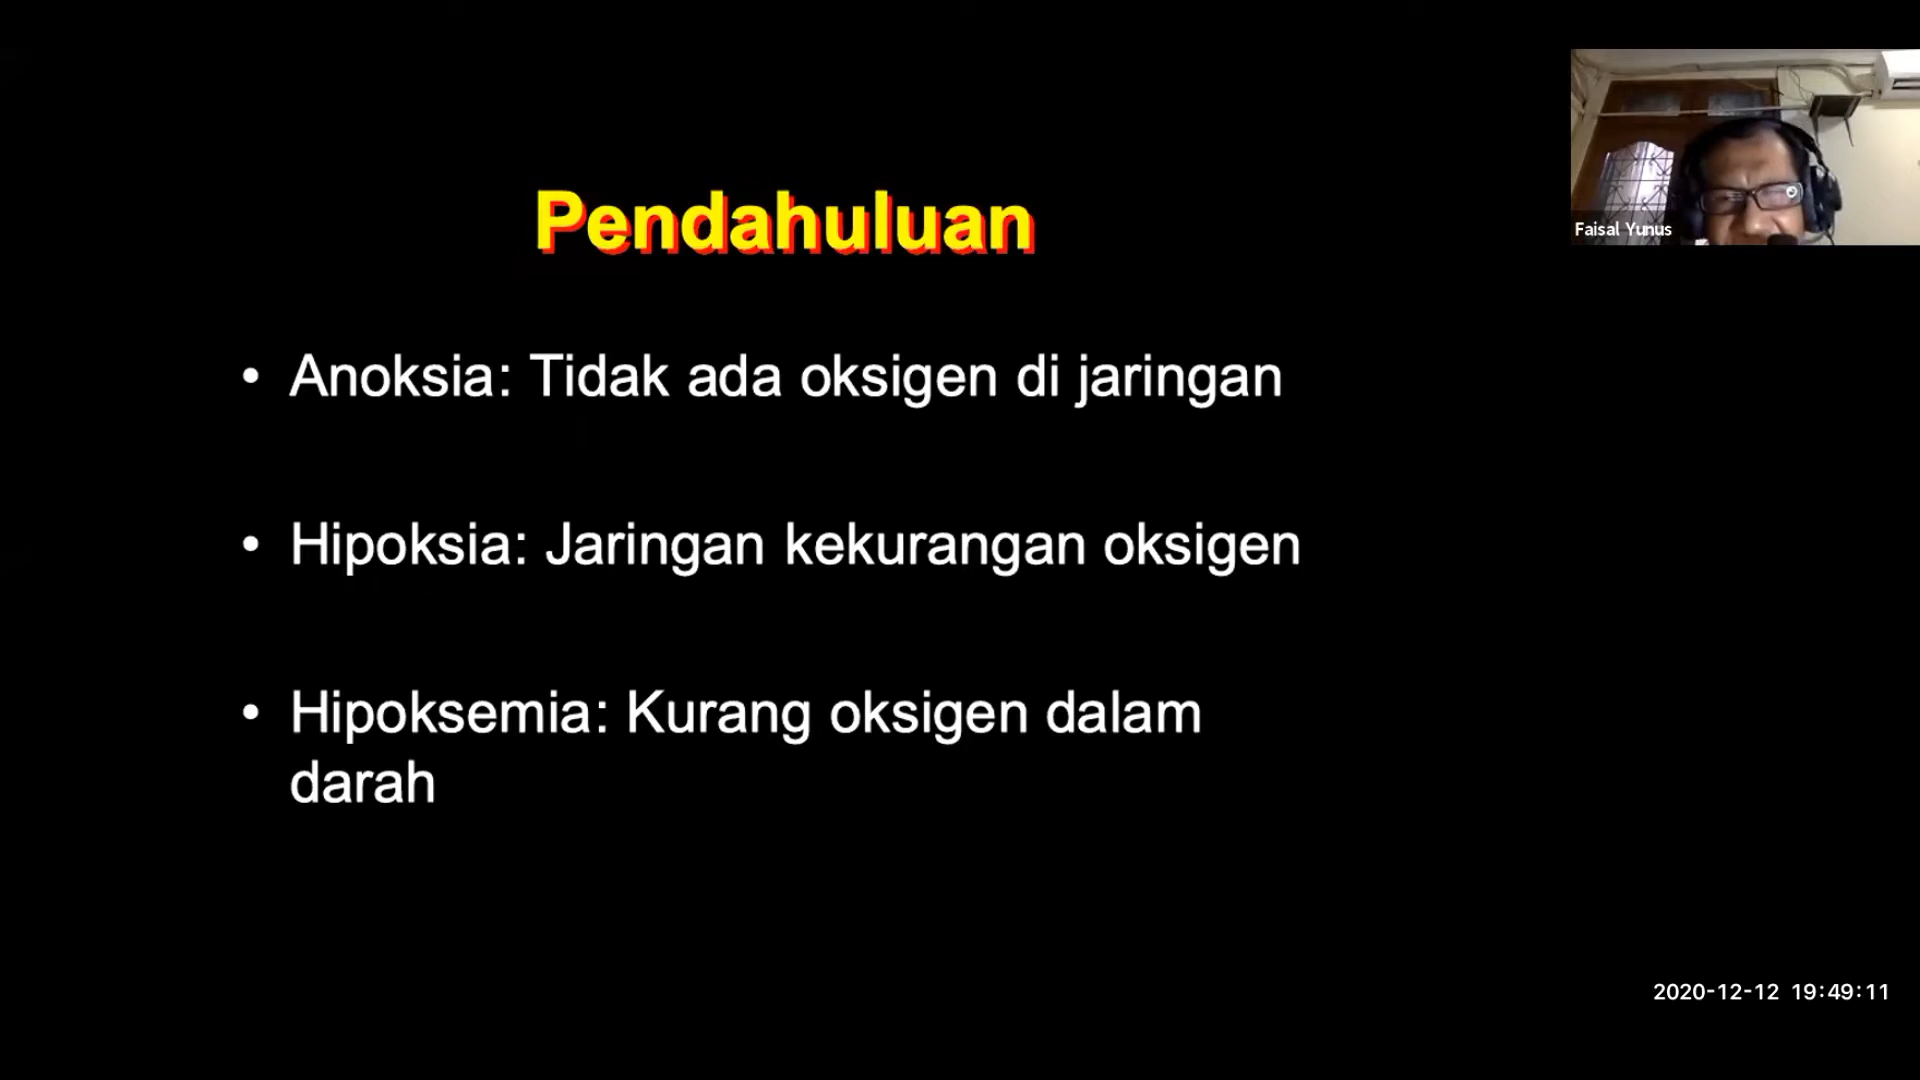 Pendahuluan
Faisal Yunus
• Anoksia: Tidak ada oksigen di jaringan
• Hipoksia: Jaringan kekurangan oksigen
• Hipoksemia: Kurang oksigen dalam
darah
2020-12-12 19:49:11